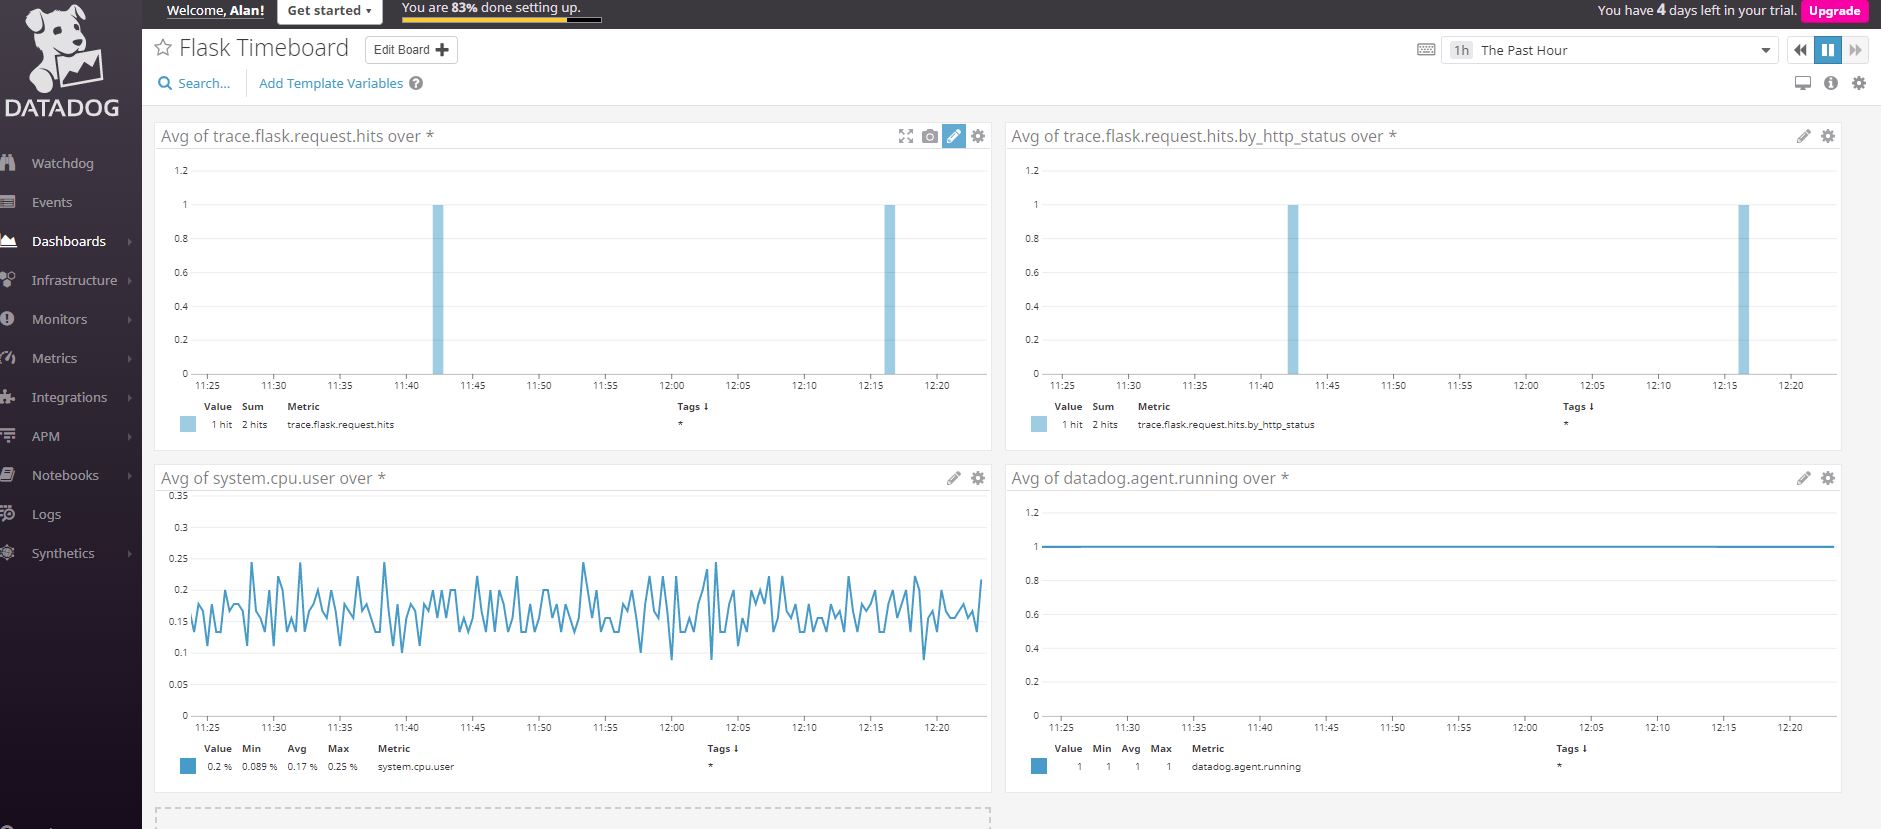 Welcome, Alan!
Get started
You are 83% done setting up.
You have 4 days left in your trial. Upgrade
DATADOG
Watchdog
Events
Dashboards
Infrastructure
Monitors
Metrics
Integrations
APM
Notebooks
Logs
Synthetics
Flask Timeboard
Edit Board
1h The Past Hour
Search...
Add Template Variables
Avg of trace.flask.request.hits over *
1.2
1
0.8
0.6
0.4
0.2
0
11:25 11:30 11:35 11:40 11:45 11:50 11:55 12:00 12:05 12:10 12:15 12:20
Value Sum Metric Tags
1 hit 2 hits trace.flask.request.hits *
Avg of trace.flask.request.hits.by_http_status over *
1.2
1
0.8
0.6
0.4
0.2
0
11:25 11:30 11:35 11:40 11:45 11:50 11:55 12:00 12:05 12:10 12:15 12:20
Value Sum Metric Tags
1 hit 2 hits trace.flask.request.hits.by_http_status *
Avg of system.cpu.user over *
0.35
0.3
0.25
0.2
0.15
0.1
0.05
0
11:25 11:30 11:35 11:40 11:45 11:50 11:55 12:00 12:05 12:10 12:15 12:20
Value Min Avg Max Metric Tags
0.2 % 0.089 % 0.17 % 0.25 % system.cpu.user *
Avg of datadog.agent.running over *
1.2
1
0.8
0.6
0.4
0.2
0
11:25 11:30 11:35 11:40 11:45 11:50 11:55 12:00 12:05 12:10 12:15 12:20
Value Min Avg Max Metric Tags
1 1 1 1 datadog.agent.running *